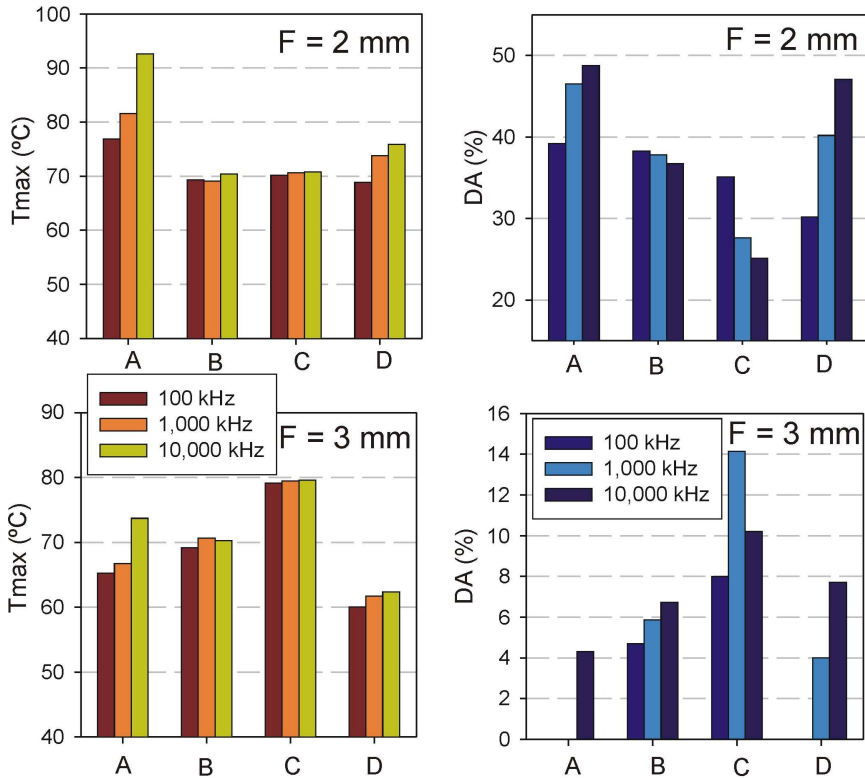 F = 2 mm
Tmax (ºC)
100
90
80
70
60
50
40
A B C D
F = 2 mm
DA (%)
50
40
30
20
A B C D
100 kHz
1,000 kHz
10,000 kHz
F = 3 mm
Tmax (ºC)
90
80
70
60
50
40
A B C D
100 kHz
1,000 kHz
10,000 kHz
F = 3 mm
DA (%)
16
14
12
10
8
6
4
2
0
A B C D